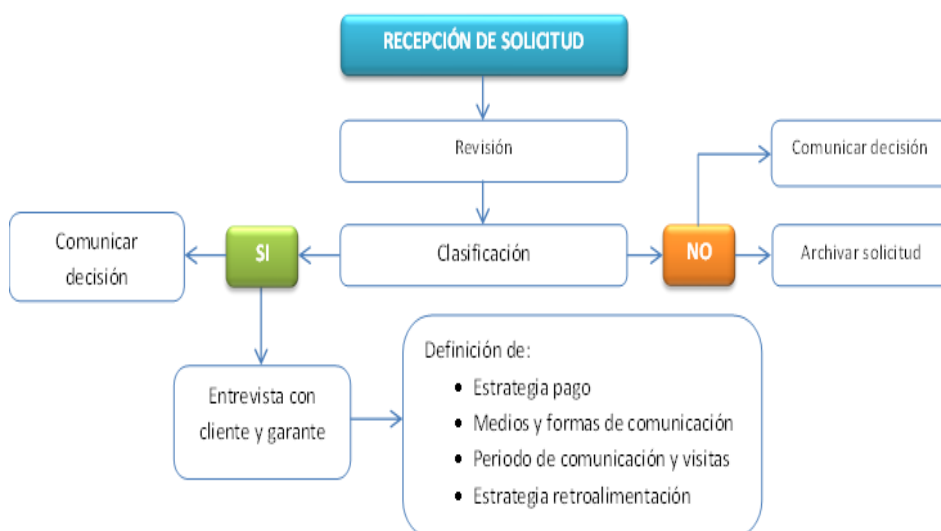 RECEPCIÓN DE SOLICITUD
Revisión
Comunicar decisión
Comunicar
decisión
SI
Clasificación
NO
Archivar solicitud
Entrevista con
cliente y garante
Definición de:
• Estrategia pago
• Medios y formas de comunicación
• Periodo de comunicación y visitas
• Estrategia retroalimentación